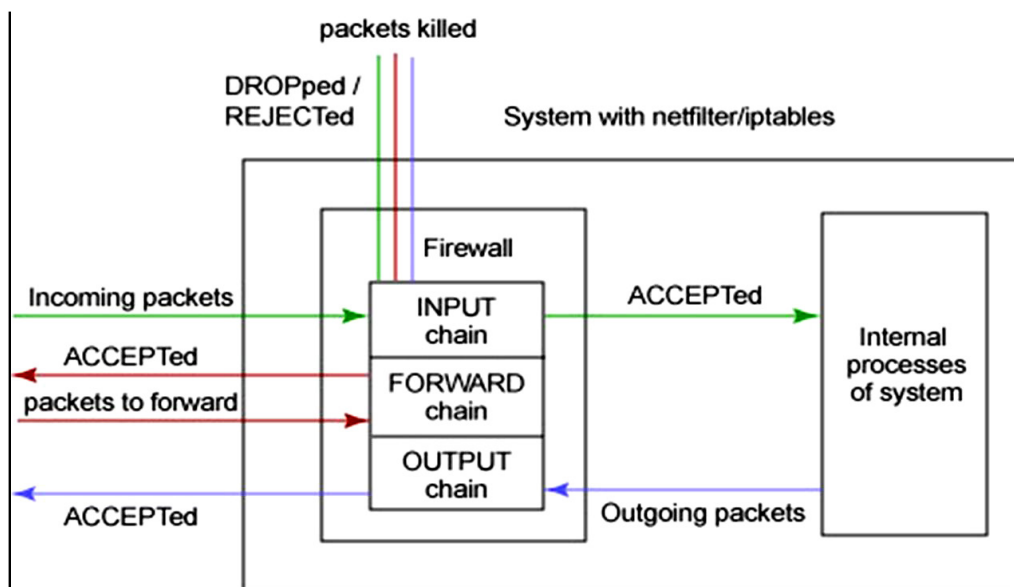 packets killed
DROPped /
REJECTed
System with netfilter/iptables
Firewall
Incoming packets
INPUT
chain
ACCEPTed
ACCEPTed
packets to forward
FORWARD
chain
Internal
processes
of system
OUTPUT
chain
ACCEPTed
Outgoing packets